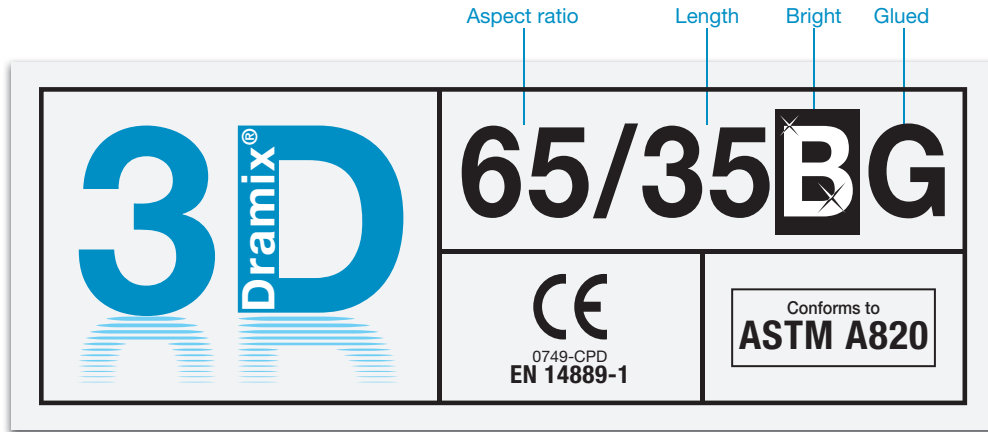 Aspect ratio Length Bright Glued
3D Dramix®
65/35BG
CE
0749-CPD
EN 14889-1
Conforms to
ASTM A820